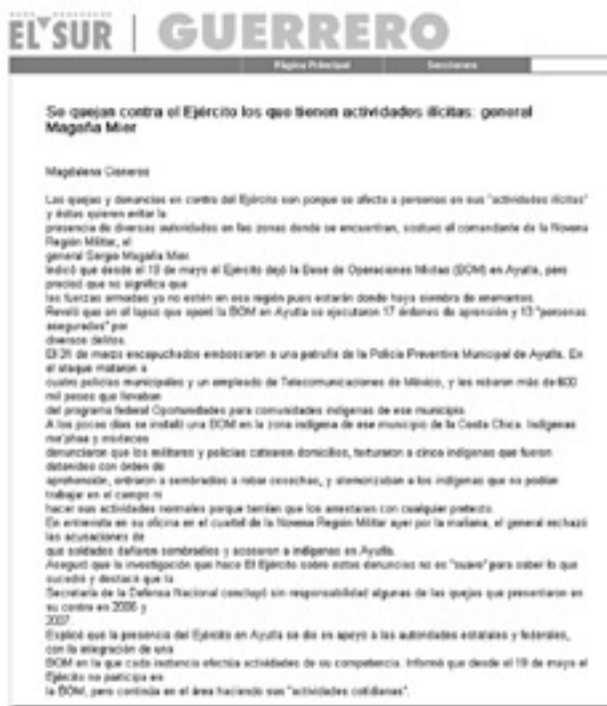 EL SUR | GUERRERO
Página Principal Secciones
Se quejan contra el Ejército los que tienen actividades ilícitas: general
Magaña Mier
Magdalena Cisneros
Las quejas y denuncias en contra del Ejército son porque se afecta a personas en sus "actividades ilícitas"
y éstas quieren evitar la
presencia de diversas autoridades en las zonas donde se encuentran, sostuvo el comandante de la Novena
Región Militar, el
general Sergio Magaña Mier.
Indicó que desde el 19 de mayo el Ejército dejó la Base de Operaciones Mixtas (BOM) en Ayutla, pero
precisó que no significa que
las fuerzas armadas ya no estén en esa región pues estarán donde haya siembra de enervantes.
Reveló que en el lapso que operó la BOM en Ayutla se ejecutaron 17 órdenes de aprensión y 13 "personas
aseguradas" por
diversos delitos.
El 31 de marzo encapuchados emboscaron a una patrulla de la Policía Preventiva Municipal de Ayutla. En
el ataque mataron a
cuatro policías municipales y un empleado de Telecomunicaciones de México, y les robaron más de 600
mil pesos que llevaban
del programa federal Oportunidades para comunidades indígenas de ese municipio.
A los pocos días se instaló una BOM en la zona indígena de ese municipio de la Costa Chica. Indígenas
me'phaa y mixtecos
denunciaron que los militares y policías catearon domicilios, torturaron a cinco indígenas que fueron
detenidos con orden de
aprehensión, entraron a sembradíos a robar cosechas, y atemorizaban a los indígenas que no podían
trabajar en el campo ni
hacer sus actividades normales porque temían que los arrestaran con cualquier pretexto.
En entrevista en su oficina en el cuartel de la Novena Región Militar ayer por la mañana, el general rechazó
las acusaciones de
que soldados dañaron sembradíos y acosaron a indígenas en Ayutla.
Aseguró que la investigación que hace El Ejército sobre estas denuncias no es "suave" para saber lo que
sucedió y destacó que la
Secretaría de la Defensa Nacional concluyó sin responsabilidad algunas de las quejas que presentaron en
su contra en 2006 y
2007.
Explicó que la presencia del Ejército en Ayutla se dio en apoyo a las autoridades estatales y federales,
con la integración de una
BOM en la que cada instancia efectúa actividades de su competencia. Informó que desde el 19 de mayo el
Ejército no participa en
la BOM, pero continúa en el área haciendo sus "actividades cotidianas".